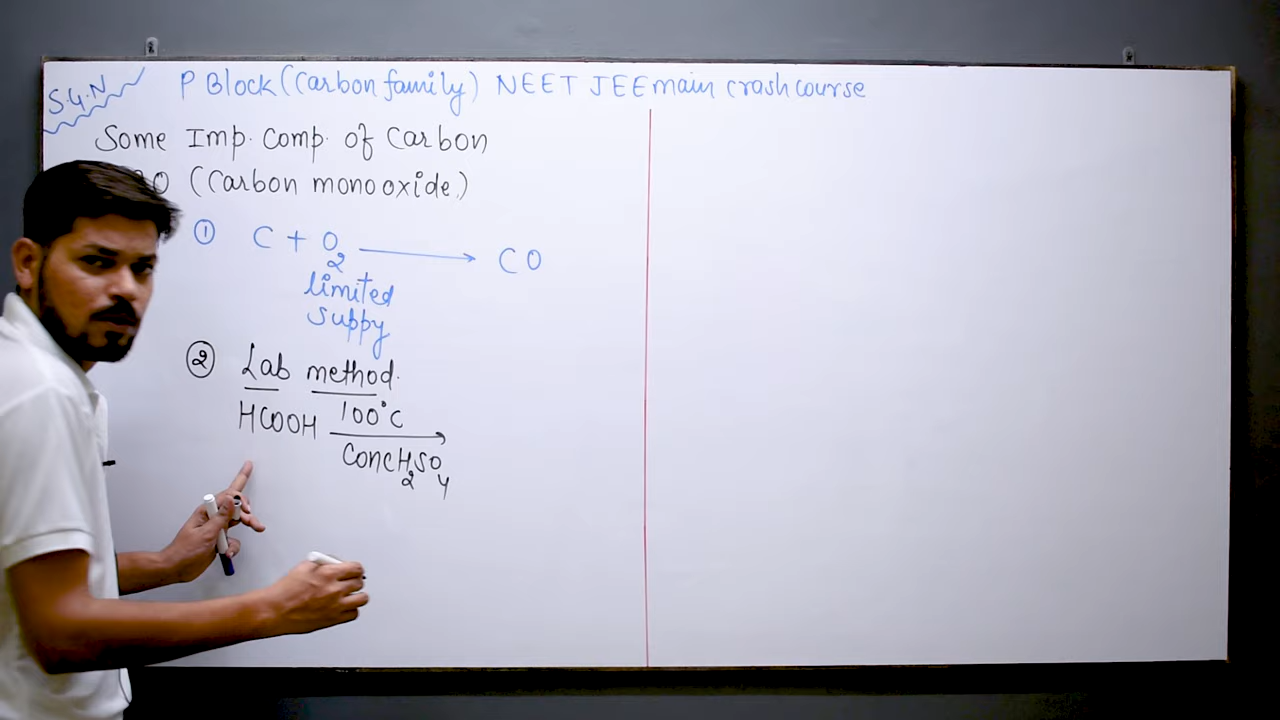 S.G.N
P Block (Carbon family) NEET JEE main crash course
Some Imp. Comp. of Carbon
O (Carbon monooxide)
① C + O₂ → CO
limited
suppy
② Lab method.
HCOOH 100°C →
Conc H₂SO₄